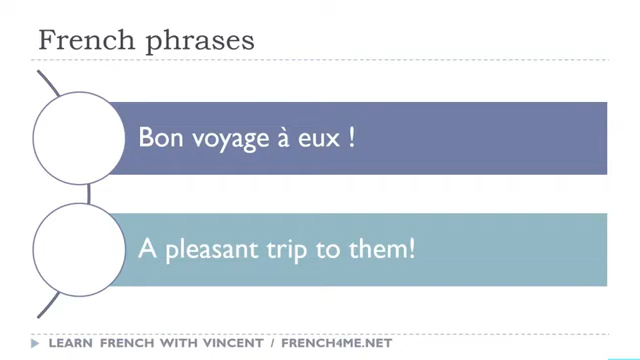 French phrases
Bon voyage à eux !
A pleasant trip to them!
LEARN FRENCH WITH VINCENT / FRENCH4ME.NET